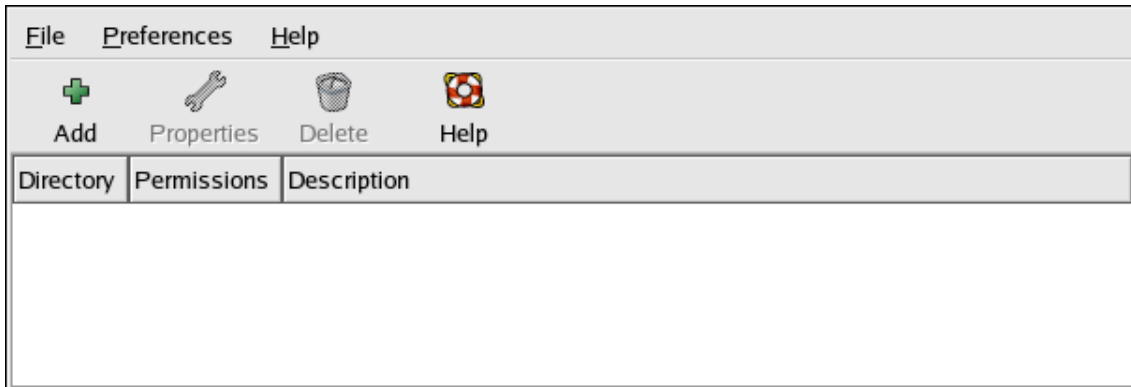 File Preferences Help
Add Properties Delete Help
Directory Permissions Description